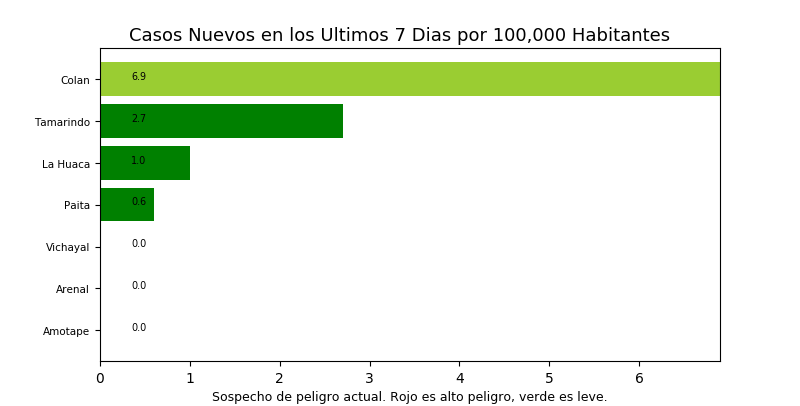 Casos Nuevos en los Ultimos 7 Dias por 100,000 Habitantes
Colan 6.9
Tamarindo 2.7
La Huaca 1.0
Paita 0.6
Vichayal 0.0
Arenal 0.0
Amotape 0.0
0 1 2 3 4 5 6
Sospecho de peligro actual. Rojo es alto peligro, verde es leve.